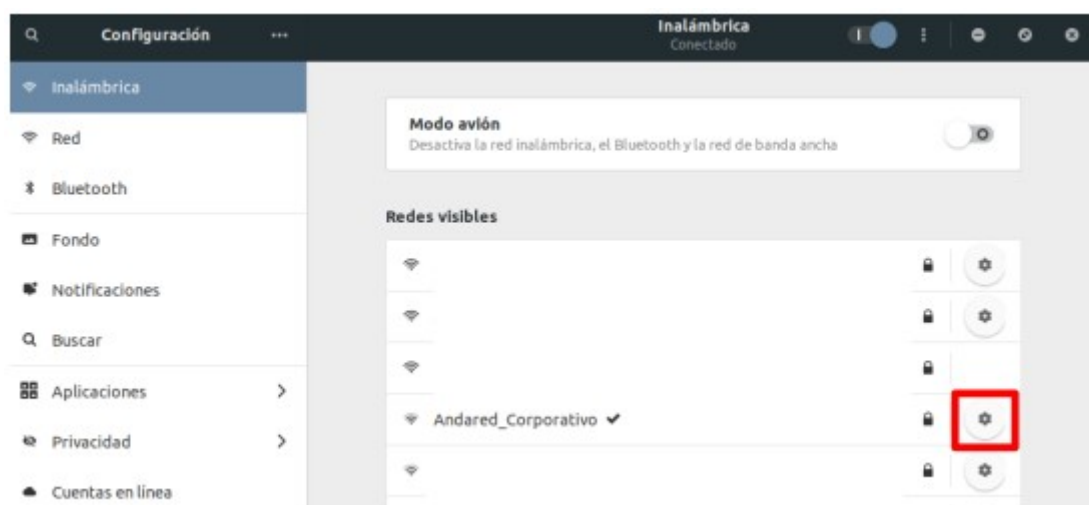 Configuración
Inalámbrica
Conectado
Inalámbrica
Red
Bluetooth
Fondo
Notificaciones
Buscar
Aplicaciones
Privacidad
Cuentas en línea
Modo avión
Desactiva la red inalámbrica, el Bluetooth y la red de banda ancha
Redes visibles
Andared_Corporativo